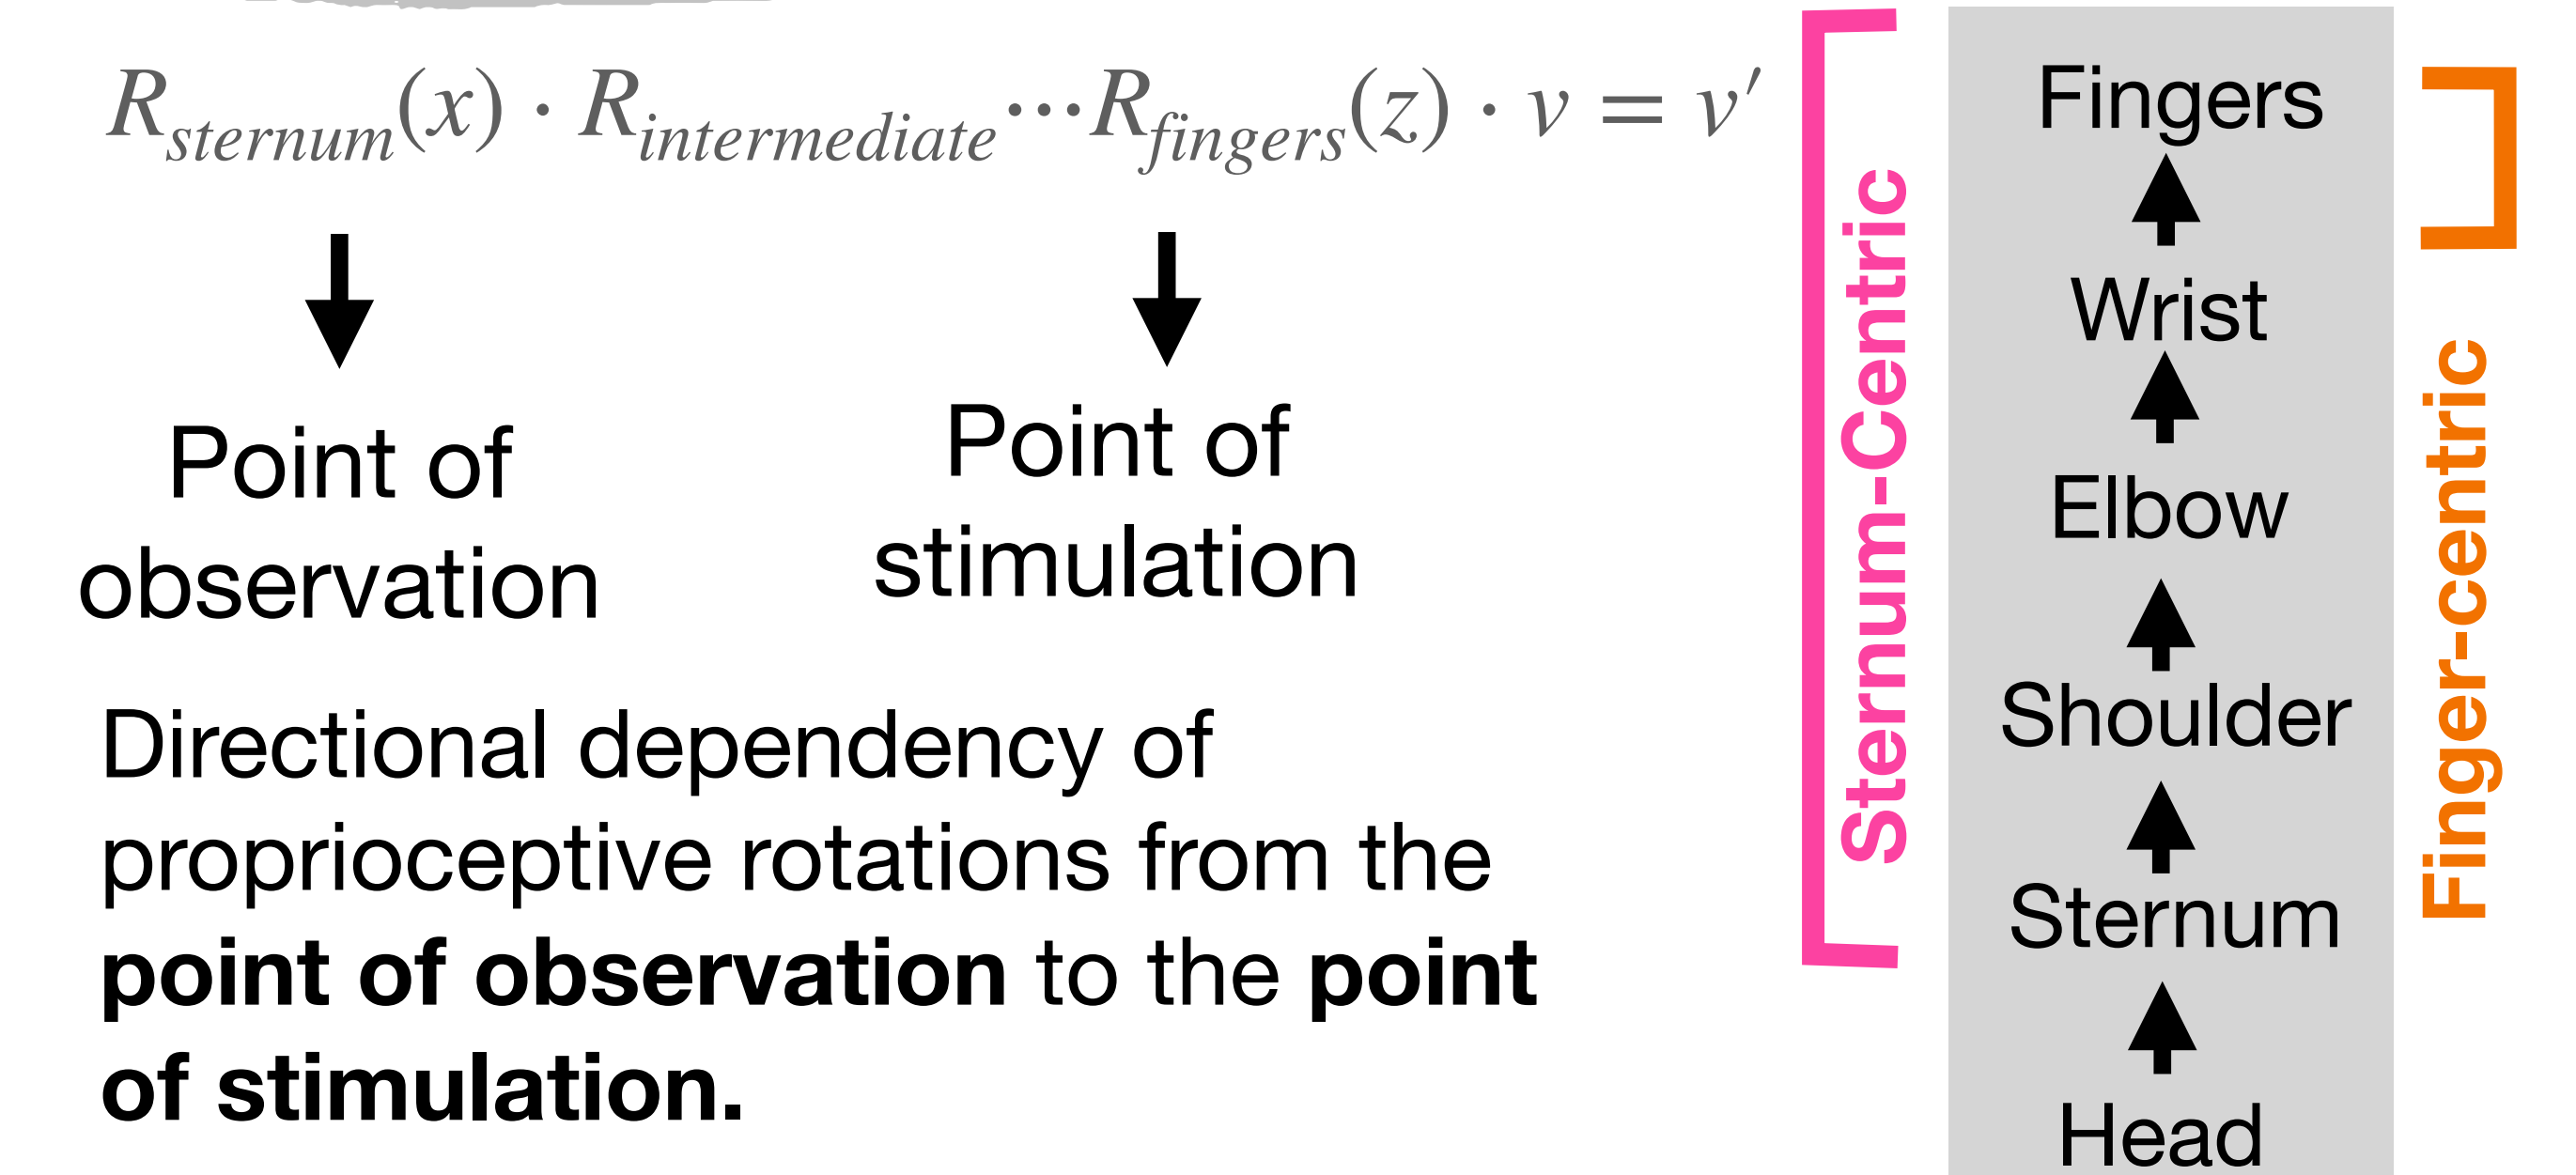 R_sternum(x) · R_intermediate ··· R_fingers(z) · v = v′
Point of
observation
Point of
stimulation
Directional dependency of
proprioceptive rotations from the
point of observation to the point
of stimulation.
Sternum-Centric
Fingers
Wrist
Elbow
Shoulder
Sternum
Head
Finger-centric